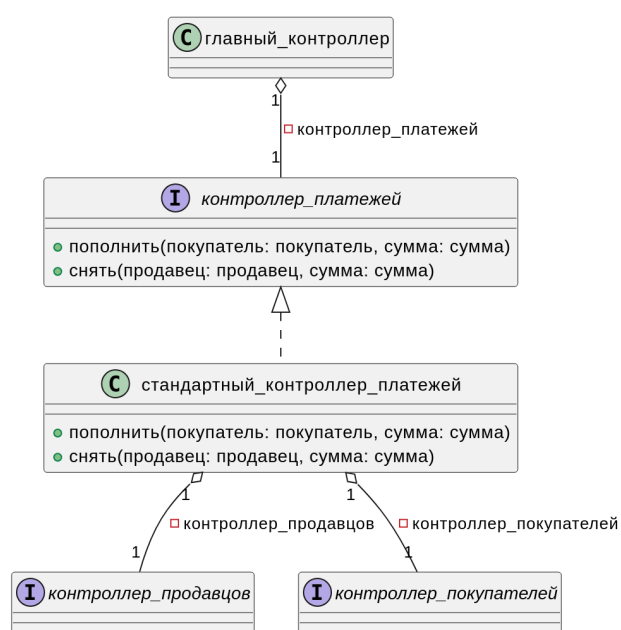 C главный_контроллер
1
контроллер_платежей
1
I контроллер_платежей
пополнить(покупатель: покупатель, сумма: сумма)
снять(продавец: продавец, сумма: сумма)
C стандартный_контроллер_платежей
пополнить(покупатель: покупатель, сумма: сумма)
снять(продавец: продавец, сумма: сумма)
1 1
контроллер_продавцов контроллер_покупателей
1 1
I контроллер_продавцов I контроллер_покупателей